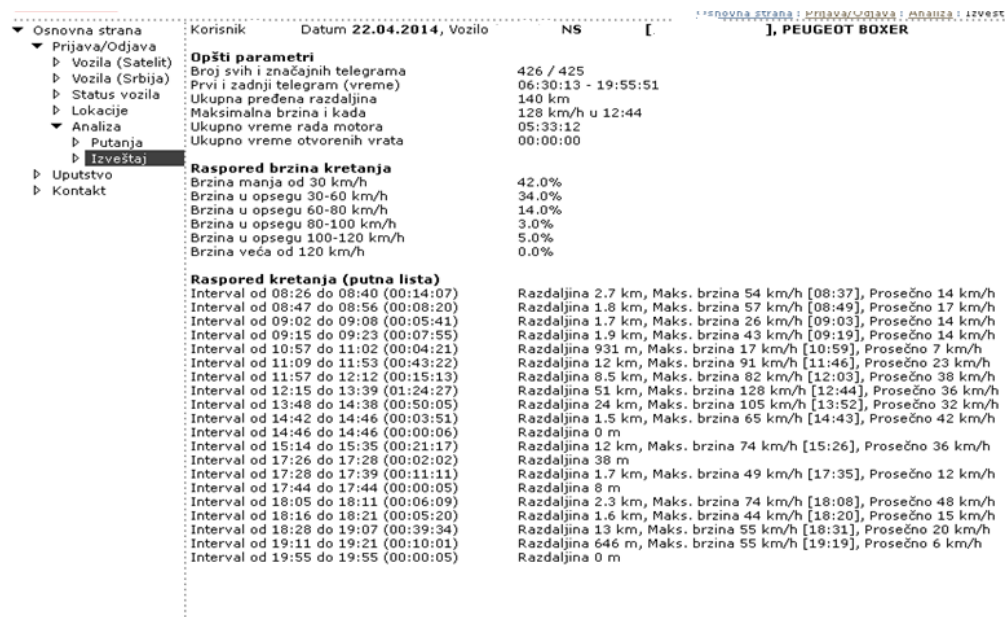 Osnovna strana : Prijava/Odjava : Analiza : Izvešt
Osnovna strana
Prijava/Odjava
Vozila (Satelit)
Vozila (Srbija)
Status vozila
Lokacije
Analiza
Putanja
Izveštaj
Uputstvo
Kontakt
Korisnik Datum 22.04.2014, Vozilo NS [ ], PEUGEOT BOXER
Opšti parametri
Broj svih i značajnih telegrama 426 / 425
Prvi i zadnji telegram (vreme) 06:30:13 - 19:55:51
Ukupna pređena razdaljina 140 km
Maksimalna brzina i kada 128 km/h u 12:44
Ukupno vreme rada motora 05:33:12
Ukupno vreme otvorenih vrata 00:00:00
Raspored brzina kretanja
Brzina manja od 30 km/h 42.0%
Brzina u opsegu 30-60 km/h 34.0%
Brzina u opsegu 60-80 km/h 14.0%
Brzina u opsegu 80-100 km/h 3.0%
Brzina u opsegu 100-120 km/h 5.0%
Brzina veća od 120 km/h 0.0%
Raspored kretanja (putna lista)
Interval od 08:26 do 08:40 (00:14:07) Razdaljina 2.7 km, Maks. brzina 54 km/h [08:37], Prosečno 14 km/h
Interval od 08:47 do 08:56 (00:08:20) Razdaljina 1.8 km, Maks. brzina 57 km/h [08:49], Prosečno 17 km/h
Interval od 09:02 do 09:08 (00:05:41) Razdaljina 1.7 km, Maks. brzina 26 km/h [09:03], Prosečno 14 km/h
Interval od 09:15 do 09:23 (00:07:55) Razdaljina 1.9 km, Maks. brzina 43 km/h [09:19], Prosečno 14 km/h
Interval od 10:57 do 11:02 (00:04:21) Razdaljina 931 m, Maks. brzina 17 km/h [10:59], Prosečno 7 km/h
Interval od 11:09 do 11:53 (00:43:22) Razdaljina 12 km, Maks. brzina 91 km/h [11:46], Prosečno 23 km/h
Interval od 11:57 do 12:12 (00:15:13) Razdaljina 8.5 km, Maks. brzina 82 km/h [12:03], Prosečno 38 km/h
Interval od 12:15 do 13:39 (01:24:27) Razdaljina 51 km, Maks. brzina 128 km/h [12:44], Prosečno 36 km/h
Interval od 13:48 do 14:38 (00:50:05) Razdaljina 24 km, Maks. brzina 105 km/h [13:52], Prosečno 32 km/h
Interval od 14:42 do 14:46 (00:03:51) Razdaljina 1.5 km, Maks. brzina 65 km/h [14:43], Prosečno 42 km/h
Interval od 14:46 do 14:46 (00:00:06) Razdaljina 0 m
Interval od 15:14 do 15:35 (00:21:17) Razdaljina 12 km, Maks. brzina 74 km/h [15:26], Prosečno 36 km/h
Interval od 17:26 do 17:28 (00:02:02) Razdaljina 38 m
Interval od 17:28 do 17:39 (00:11:11) Razdaljina 1.7 km, Maks. brzina 49 km/h [17:35], Prosečno 12 km/h
Interval od 17:44 do 17:44 (00:00:05) Razdaljina 8 m
Interval od 18:05 do 18:11 (00:06:09) Razdaljina 2.3 km, Maks. brzina 74 km/h [18:08], Prosečno 48 km/h
Interval od 18:16 do 18:21 (00:05:20) Razdaljina 1.6 km, Maks. brzina 44 km/h [18:20], Prosečno 15 km/h
Interval od 18:28 do 19:07 (00:39:34) Razdaljina 13 km, Maks. brzina 55 km/h [18:31], Prosečno 20 km/h
Interval od 19:11 do 19:21 (00:10:01) Razdaljina 646 m, Maks. brzina 55 km/h [19:19], Prosečno 6 km/h
Interval od 19:55 do 19:55 (00:00:05) Razdaljina 0 m